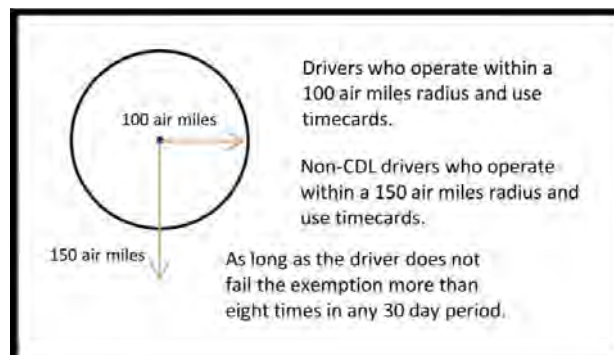 100 air miles
150 air miles
Drivers who operate within a
100 air miles radius and use
timecards.
Non-CDL drivers who operate
within a 150 air miles radius and
use timecards.
As long as the driver does not
fail the exemption more than
eight times in any 30 day period.